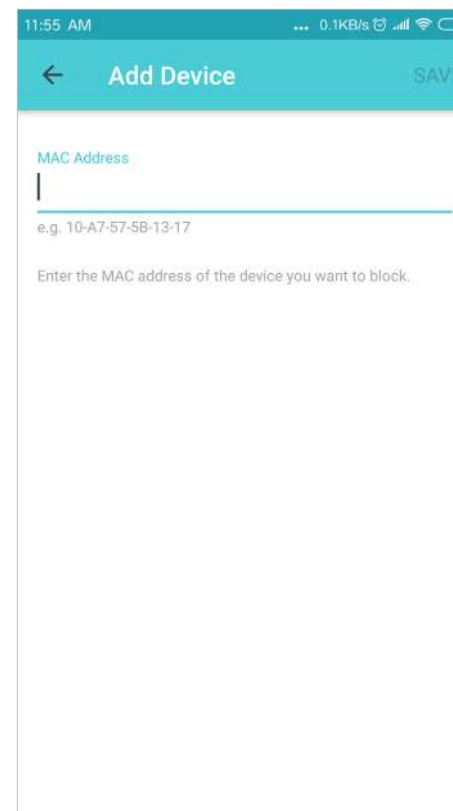 11:55 AM ... 0.1KB/s
Add Device SAV
MAC Address
e.g. 10-A7-57-5B-13-17
Enter the MAC address of the device you want to block.